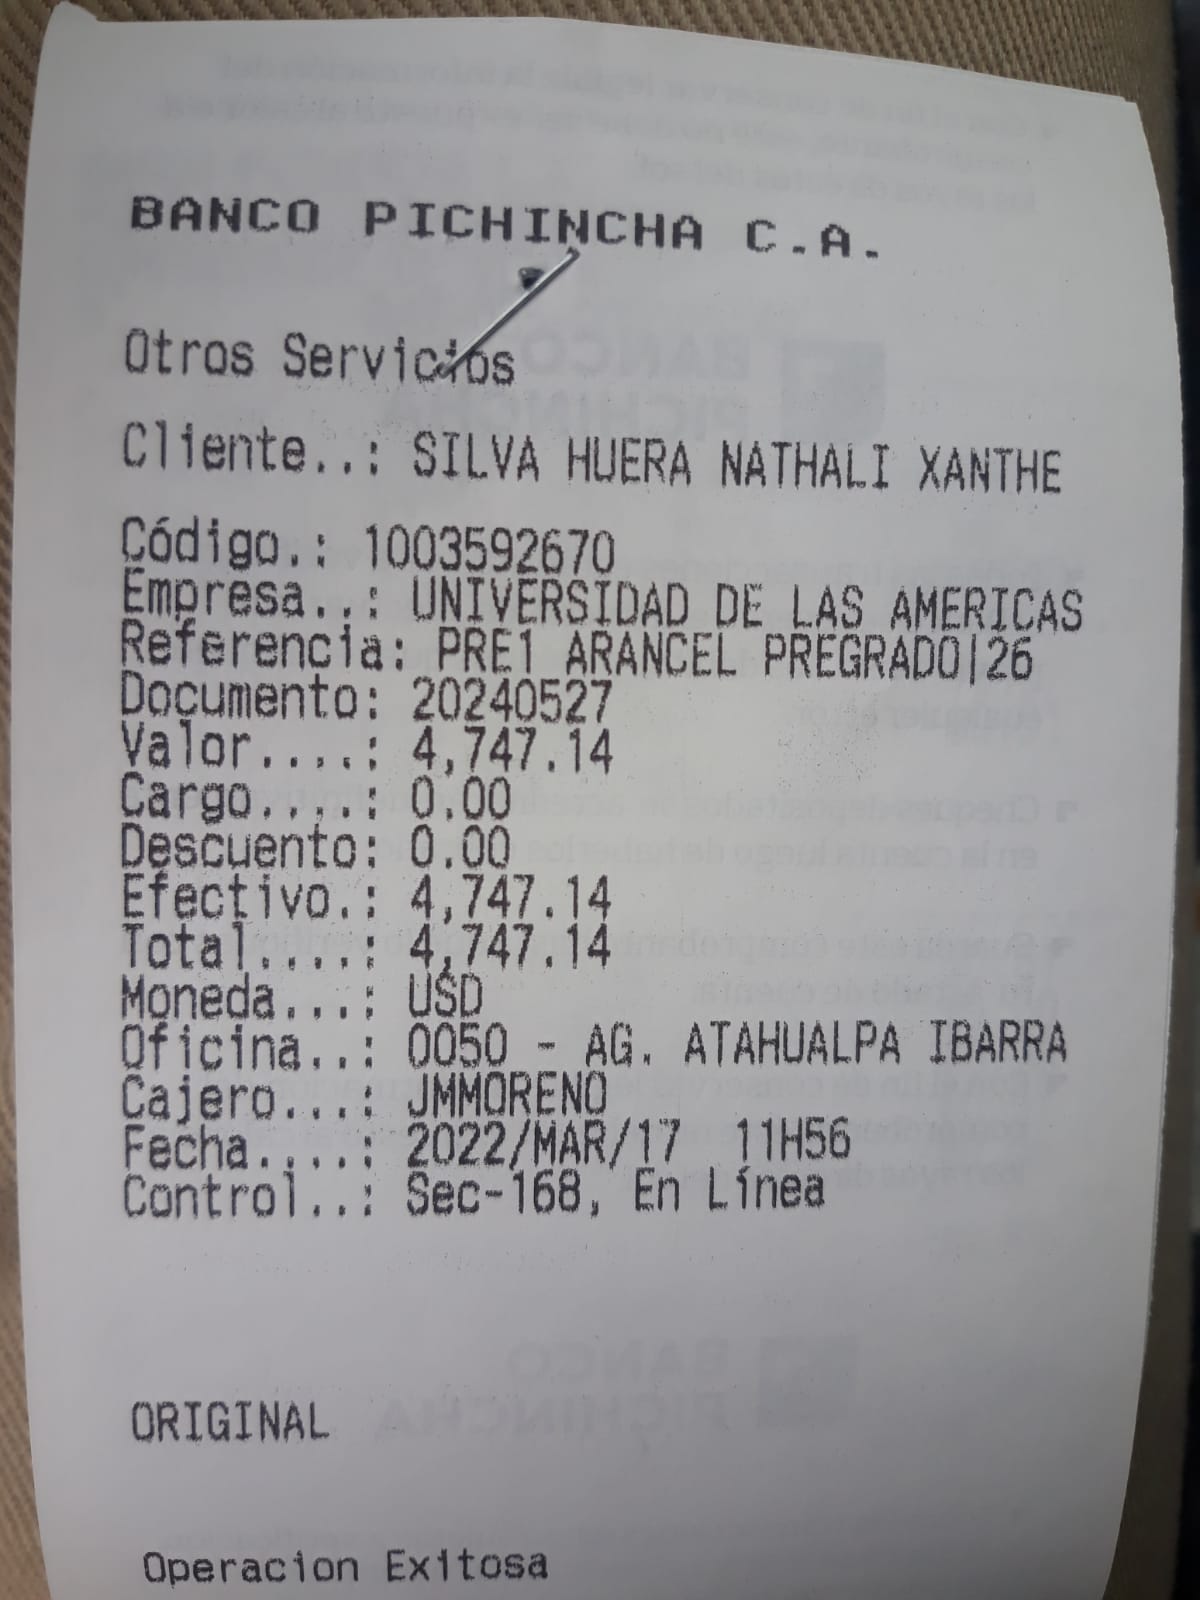 BANCO PICHINCHA C.A.
Otros Servicios
Cliente..: SILVA HUERA NATHALI XANTHE
Código.: 1003592670
Empresa..: UNIVERSIDAD DE LAS AMERICAS
Referencia: PRE1 ARANCEL PREGRADO|26
Documento: 20240527
Valor....: 4,747.14
Cargo....: 0.00
Descuento: 0.00
Efectivo.: 4,747.14
Total....: 4,747.14
Moneda...: USD
Oficina..: 0050 - AG. ATAHUALPA IBARRA
Cajero...: JMMORENO
Fecha....: 2022/MAR/17 11H56
Control..: Sec-168, En Línea
ORIGINAL
Operacion Exitosa